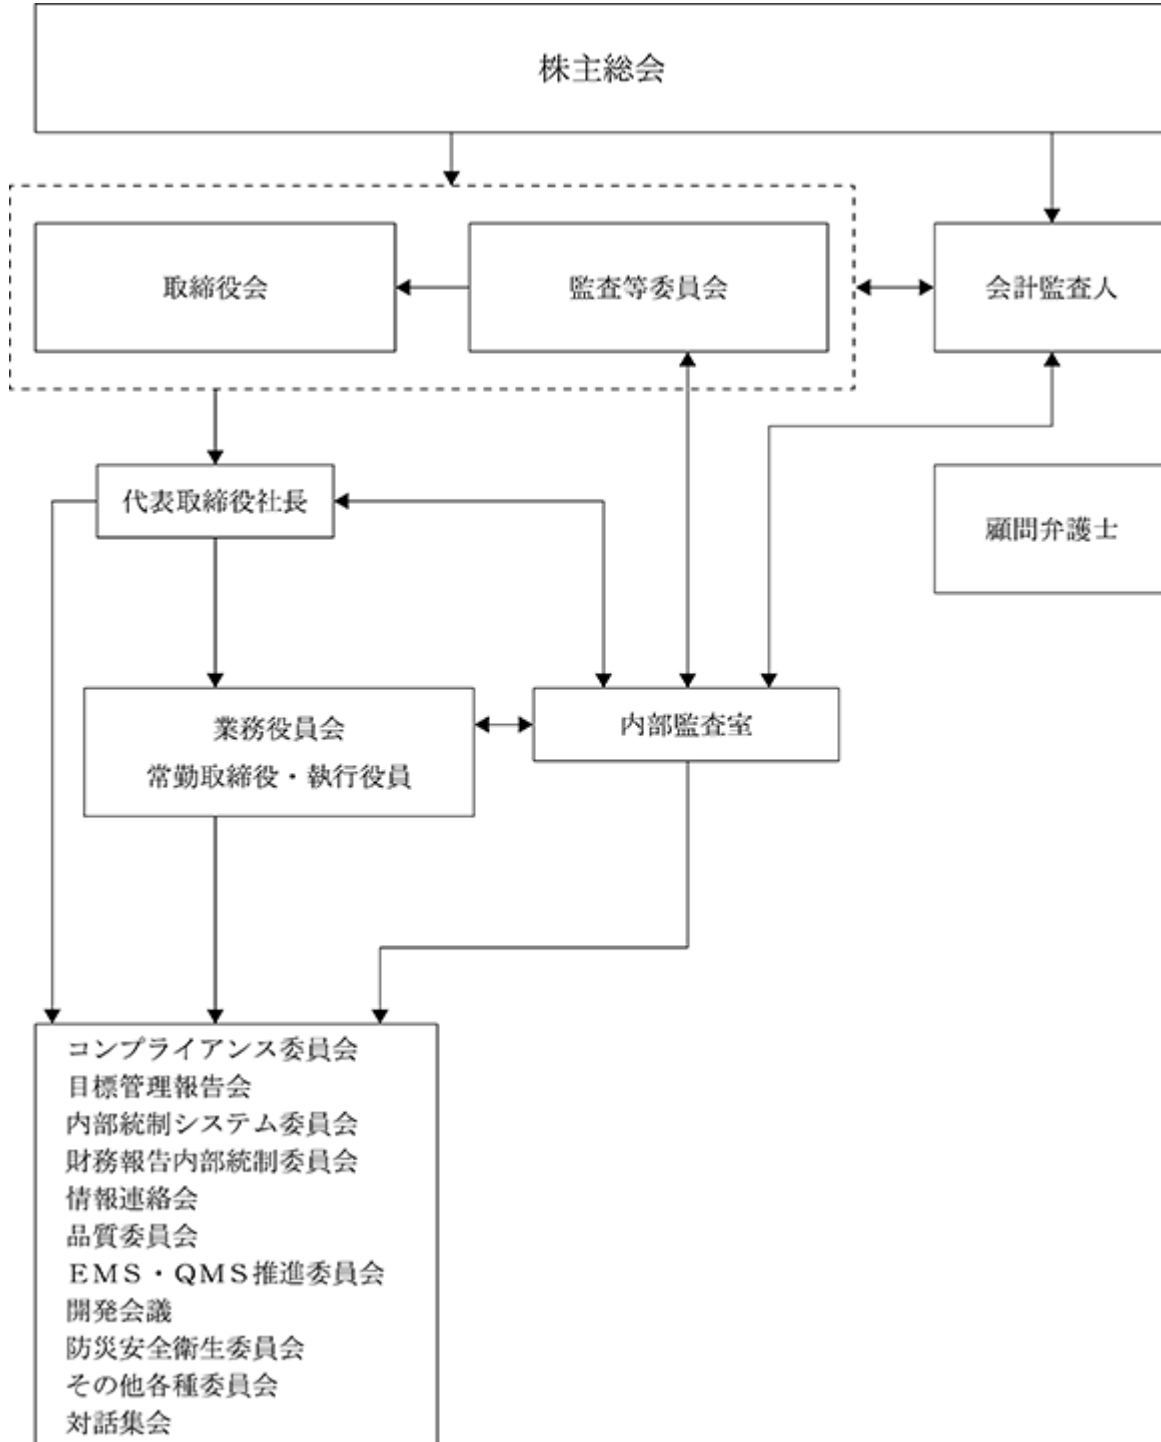 株主総会
取締役会
監査等委員会
会計監査人
代表取締役社長
顧問弁護士
業務役員会
常勤取締役・執行役員
内部監査室
コンプライアンス委員会
目標管理報告会
内部統制システム委員会
財務報告内部統制委員会
情報連絡会
品質委員会
ＥＭＳ・ＱＭＳ推進委員会
開発会議
防災安全衛生委員会
その他各種委員会
対話集会